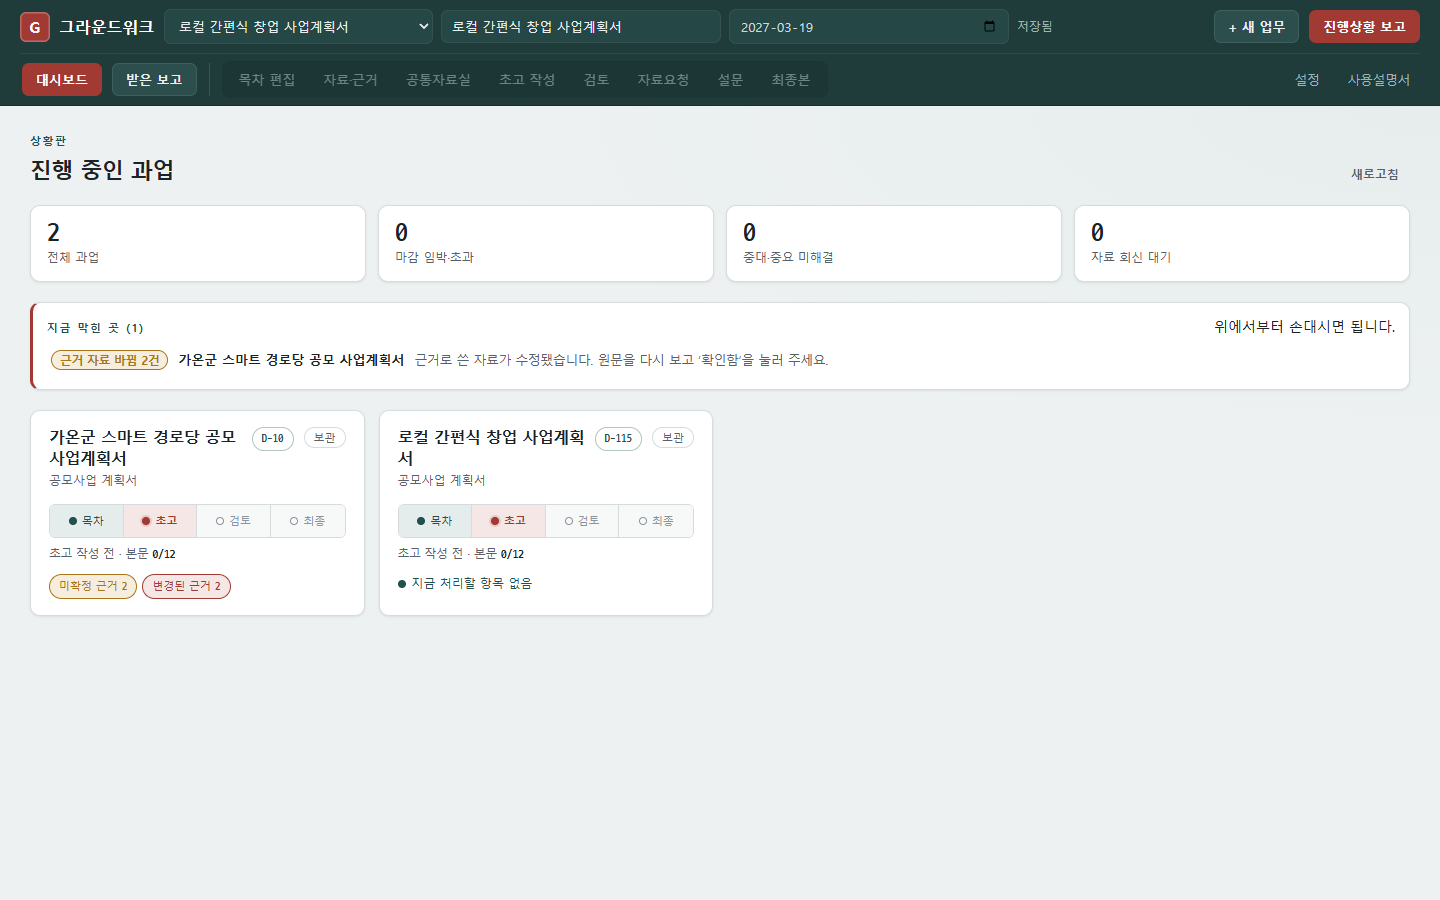 G 그라운드워크 로컬 간편식 창업 사업계획서 로컬 간편식 창업 사업계획서 2027-03-19 저장됨 + 새 업무 진행상황 보고
대시보드 받은 보고 목차 편집 자료·근거 공통자료실 초고 작성 검토 자료요청 설문 최종본 설정 사용설명서
상황판
진행 중인 과업
새로고침
2
전체 과업
0
마감 임박·초과
0
중대·중요 미해결
0
자료 회신 대기
지금 막힌 곳 (1)
위에서부터 손대시면 됩니다.
근거 자료 바뀜 2건 가온군 스마트 경로당 공모 사업계획서 근거로 쓴 자료가 수정됐습니다. 원문을 다시 보고 '확인함'을 눌러 주세요.
가온군 스마트 경로당 공모
사업계획서
D-10 보관
공모사업 계획서
목차 초고 검토 최종
초고 작성 전 · 본문 0/12
미확정 근거 2 변경된 근거 2
로컬 간편식 창업 사업계획
서
D-115 보관
공모사업 계획서
목차 초고 검토 최종
초고 작성 전 · 본문 0/12
지금 처리할 항목 없음